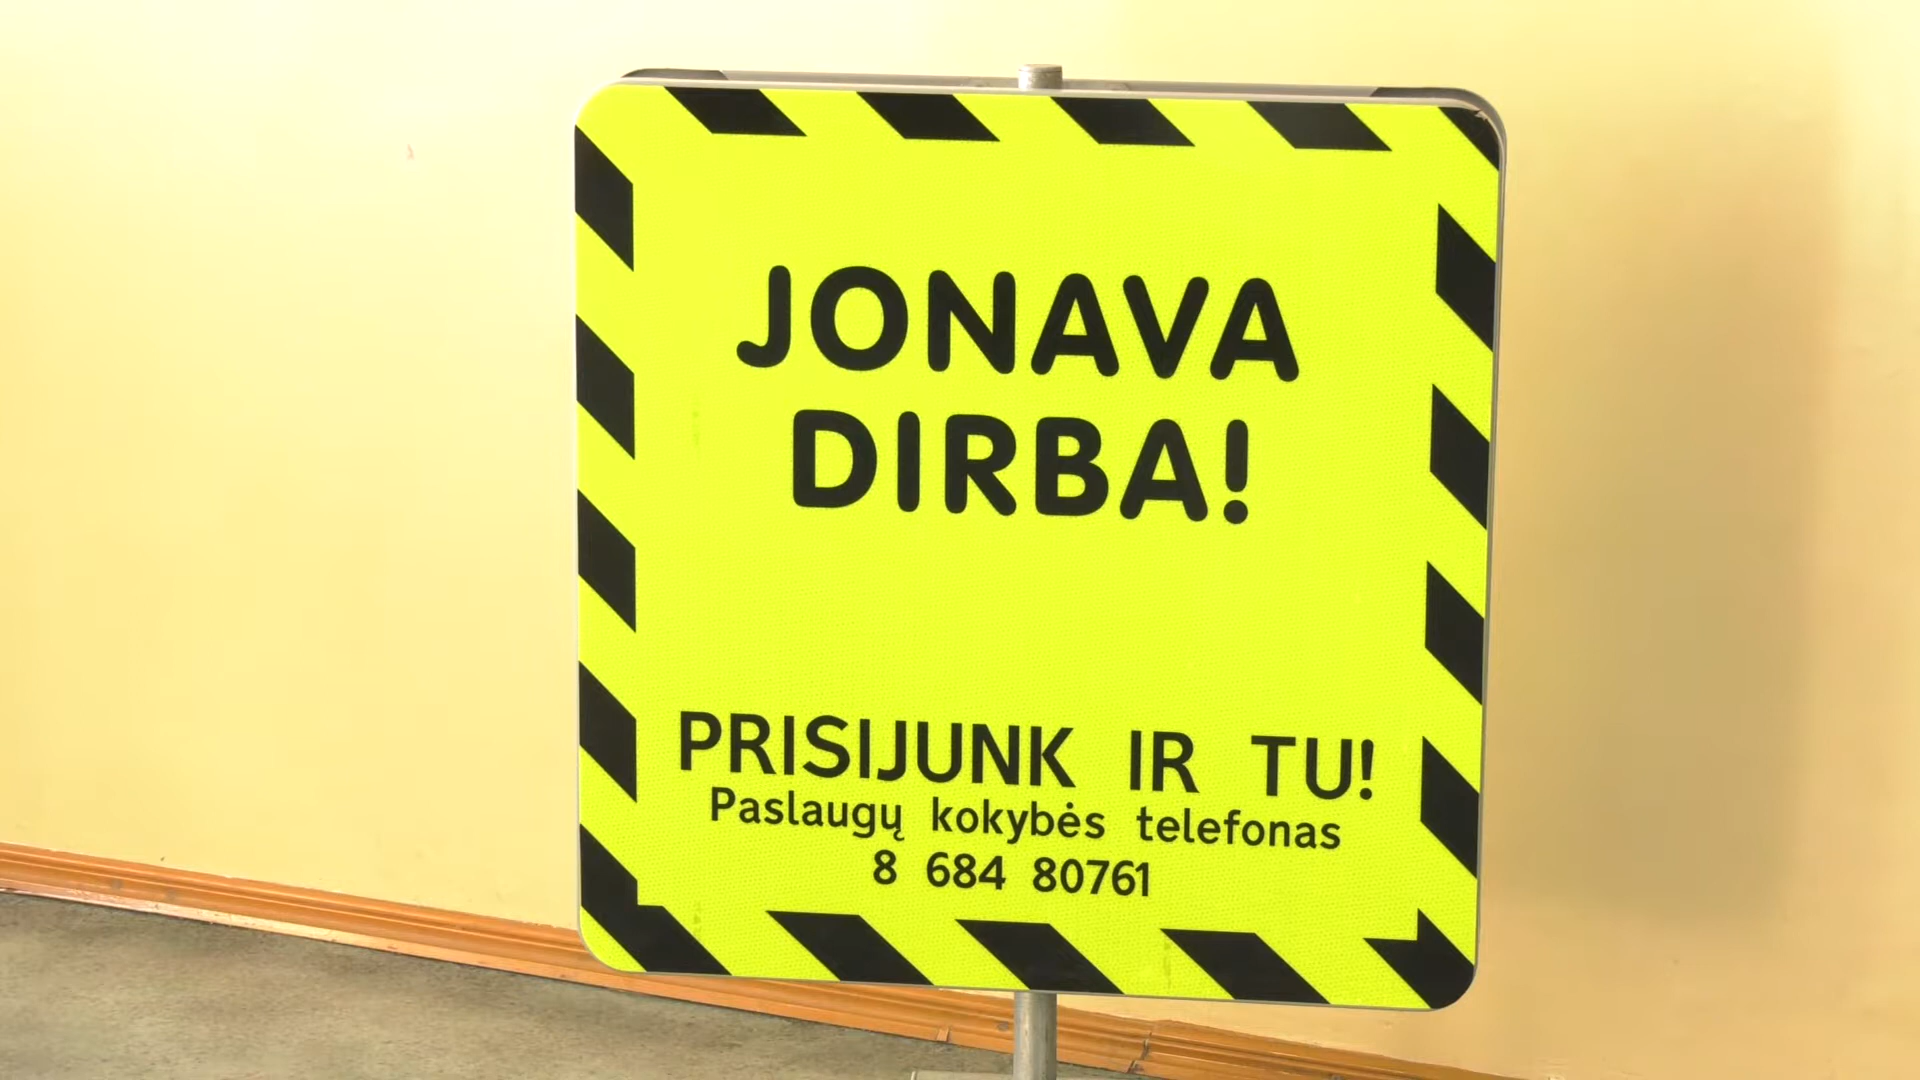 JONAVA
DIRBA!
PRISIJUNK IR TU!
Paslaugų kokybės telefonas
8 684 80761